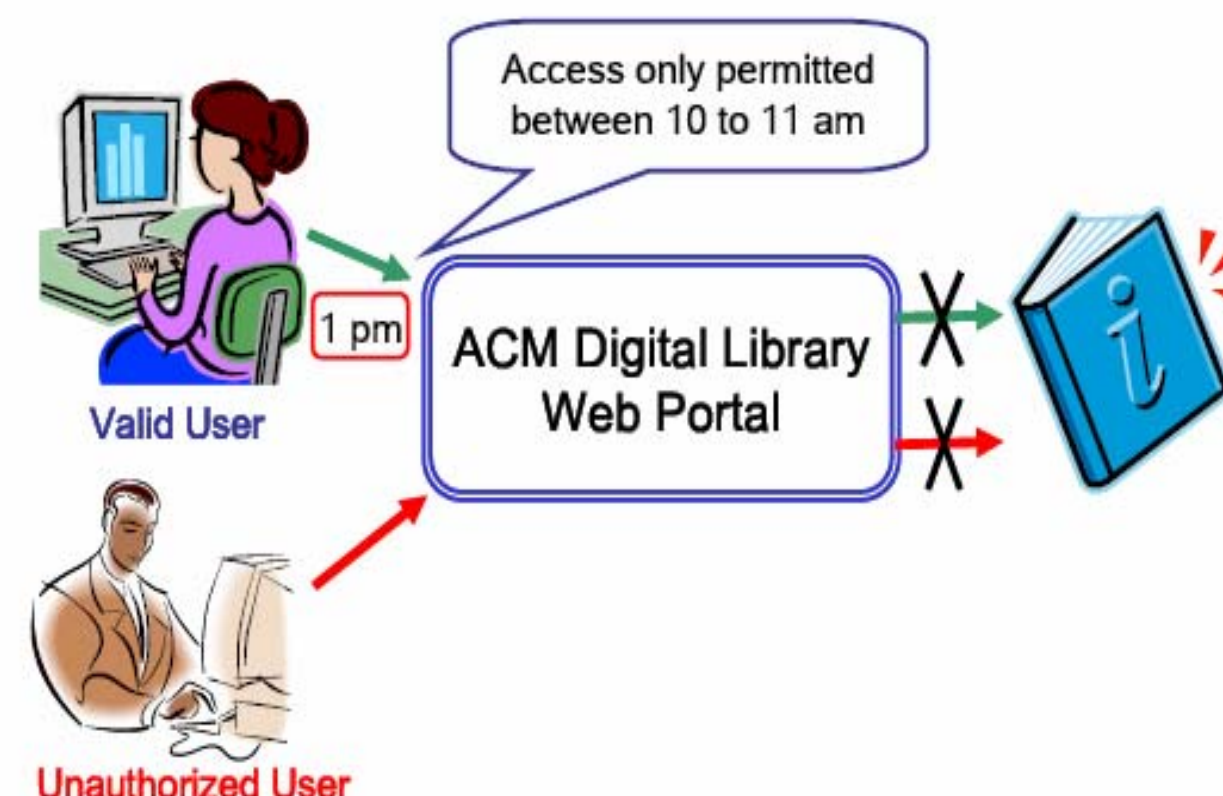 Access only permitted
between 10 to 11 am
1 pm
ACM Digital Library
Web Portal
Valid User
Unauthorized User
i